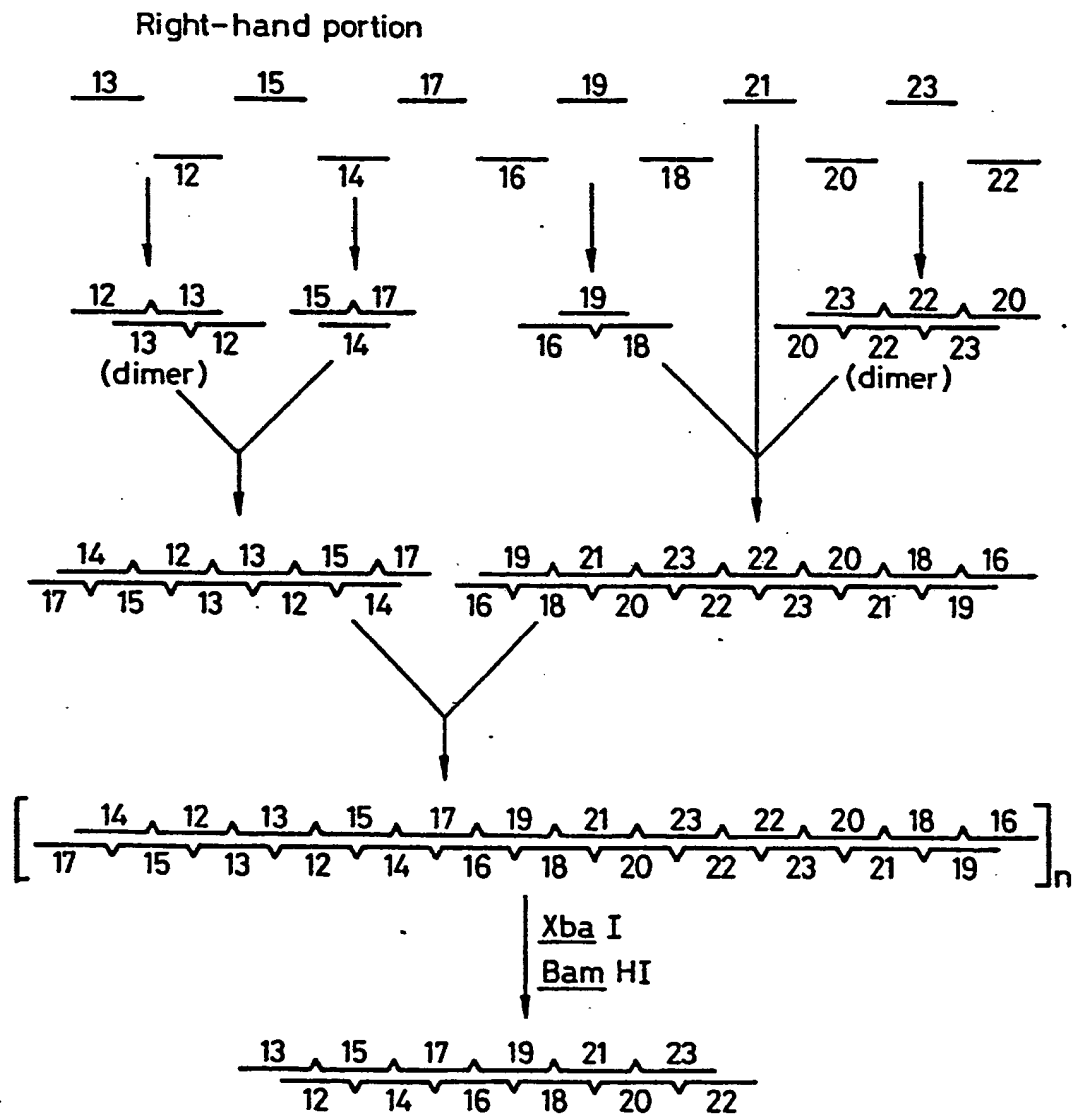 Right-hand portion
13 15 17 19 21 23
12 14 16 18 20 22
12 13 15 17 19 23 22 20
13 12 14 16 18 20 22 23
(dimer) (dimer)
14 12 13 15 17 19 21 23 22 20 18 16
17 15 13 12 14 16 18 20 22 23 21 19
[ 14 12 13 15 17 19 21 23 22 20 18 16 ]n
17 15 13 12 14 16 18 20 22 23 21 19
Xba I
Bam HI
13 15 17 19 21 23
12 14 16 18 20 22